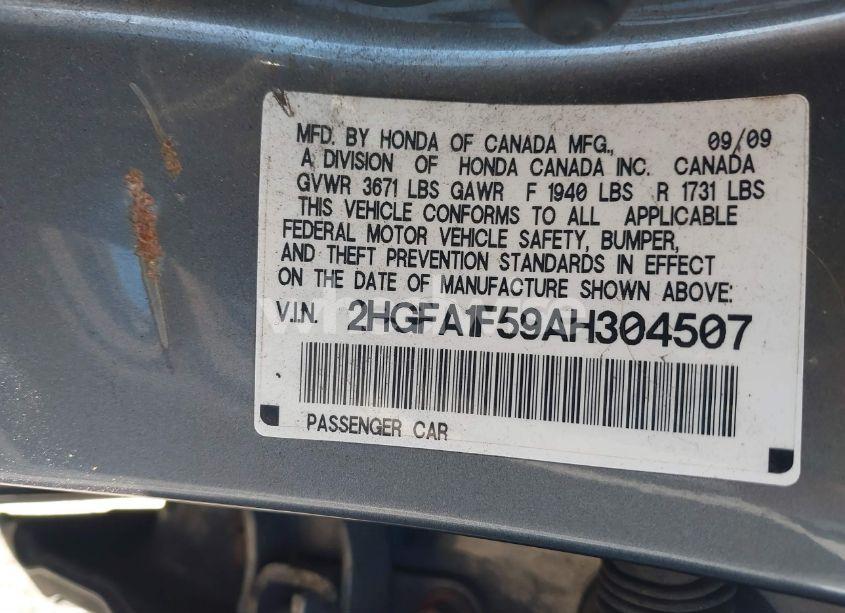 MFD. BY HONDA OF CANADA MFG., 09/09
A DIVISION OF HONDA CANADA INC. CANADA
GVWR 3671 LBS GAWR F 1940 LBS R 1731 LBS
THIS VEHICLE CONFORMS TO ALL APPLICABLE
FEDERAL MOTOR VEHICLE SAFETY, BUMPER,
AND THEFT PREVENTION STANDARDS IN EFFECT
ON THE DATE OF MANUFACTURE SHOWN ABOVE:
V.I.N. 2HGFA1F59AH304507
PASSENGER CAR